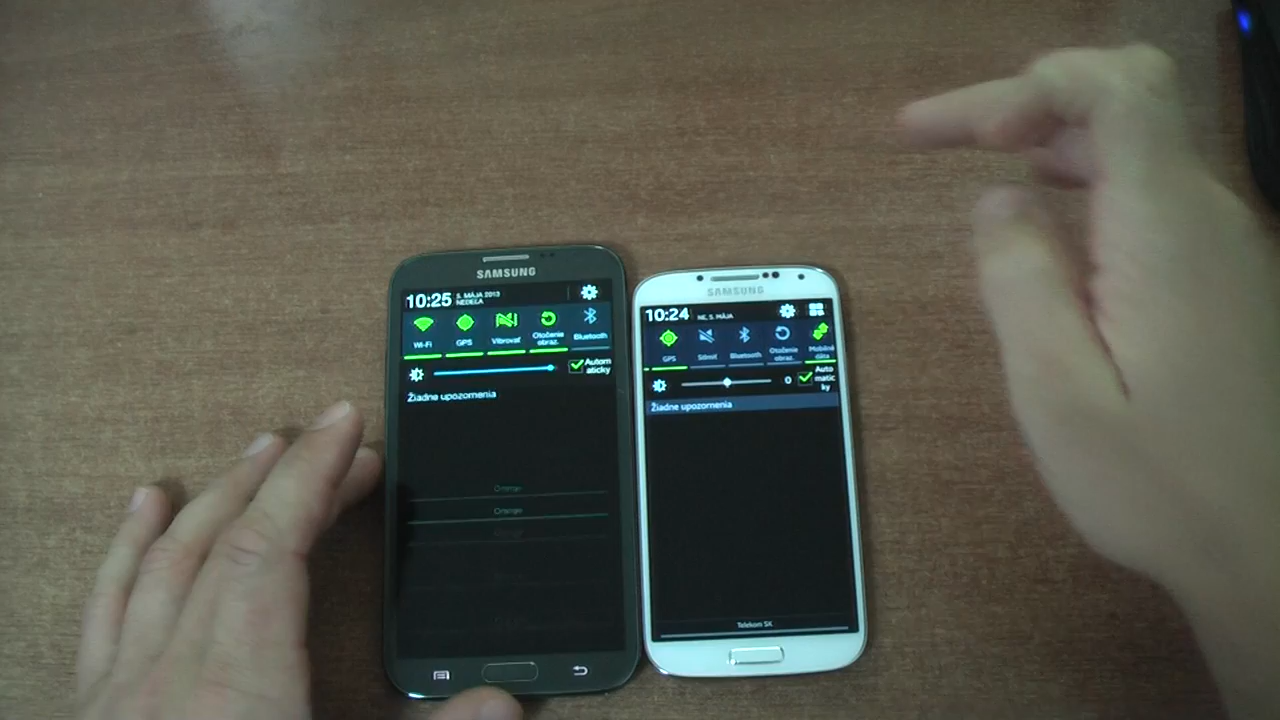 SAMSUNG
10:25
5. MÁJA 2013
NEDEĽA
Wi-Fi
GPS
Vibrovať
Otočenie
obraz.
Bluetooth
Autom
aticky
Žiadne upozornenia
Orange
Orange
SAMSUNG
10:24
NE, 5. MÁJA
GPS
Stlmiť
Bluetooth
Otočenie
obraz.
Mobilné
dáta
0
Auto
matic
ky
Žiadne upozornenia
Telekom SK